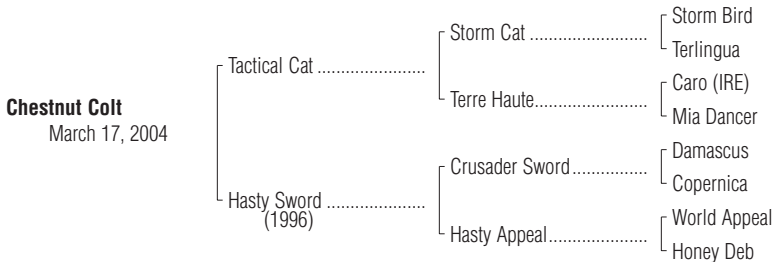 Chestnut Colt
March 17, 2004
Tactical Cat
Hasty Sword
(1996)
Storm Cat
Terre Haute
Crusader Sword
Hasty Appeal
Storm Bird
Terlingua
Caro (IRE)
Mia Dancer
Damascus
Copernica
World Appeal
Honey Deb